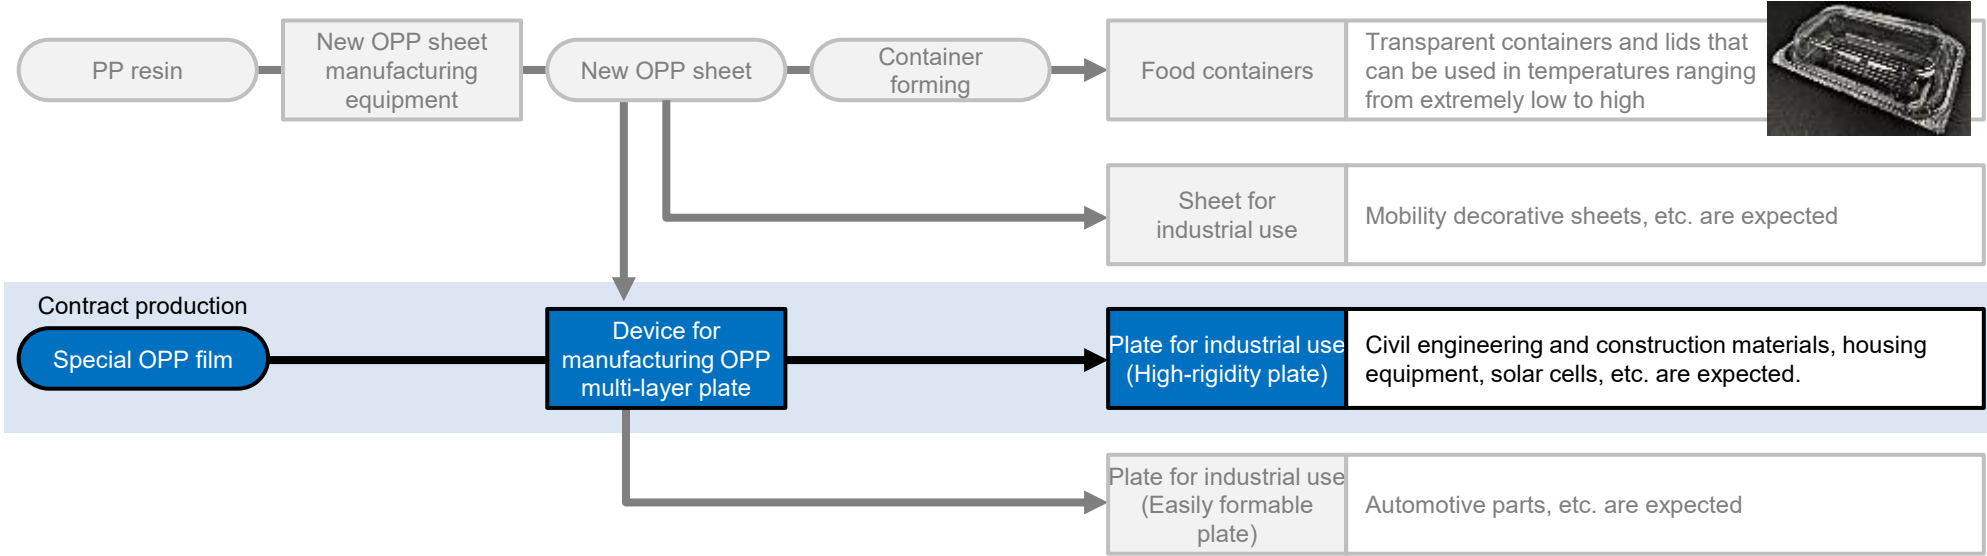 PP resin
New OPP sheet
manufacturing
equipment
New OPP sheet
Container
forming
Food containers
Transparent containers and lids that
can be used in temperatures ranging
from extremely low to high
Sheet for
industrial use
Mobility decorative sheets, etc. are expected
Contract production
Special OPP film
Device for
manufacturing OPP
multi-layer plate
Plate for industrial use
(High-rigidity plate)
Civil engineering and construction materials, housing
equipment, solar cells, etc. are expected.
Plate for industrial use
(Easily formable
plate)
Automotive parts, etc. are expected